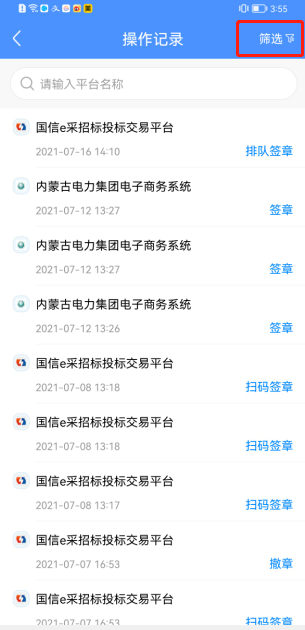 3:55
操作记录
筛选
请输入平台名称
国信e采招标投标交易平台
2021-07-16 14:10
排队签章
内蒙古电力集团电子商务系统
2021-07-12 13:27
签章
内蒙古电力集团电子商务系统
2021-07-12 13:27
签章
内蒙古电力集团电子商务系统
2021-07-12 13:26
签章
国信e采招标投标交易平台
2021-07-08 13:18
扫码签章
国信e采招标投标交易平台
2021-07-08 13:18
扫码签章
国信e采招标投标交易平台
2021-07-08 13:17
扫码签章
国信e采招标投标交易平台
2021-07-07 16:53
撤章
国信e采招标投标交易平台
2021-07-07 16:53
扫码签章